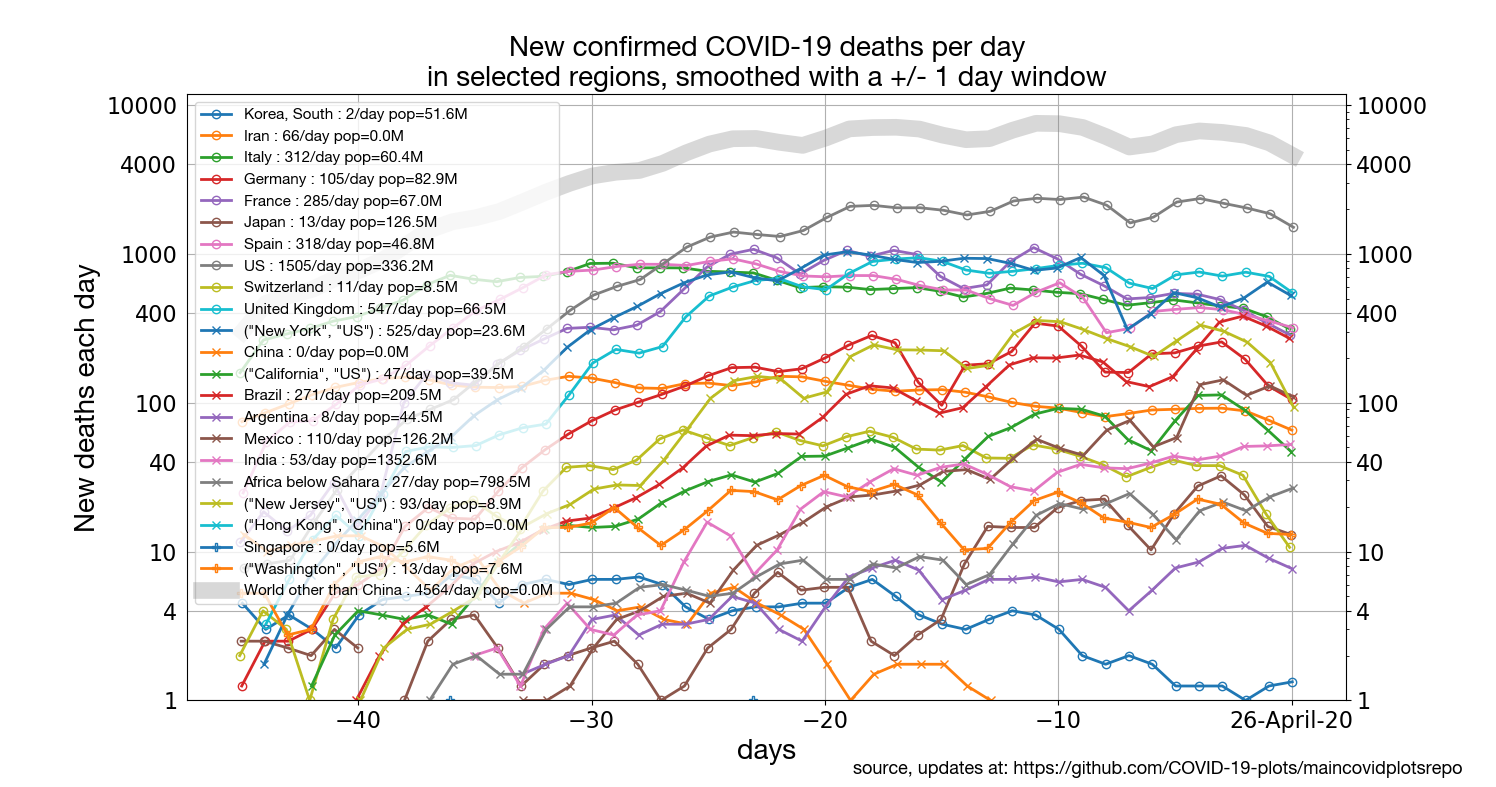 New confirmed COVID-19 deaths per day
in selected regions, smoothed with a +/- 1 day window
New deaths each day
10000
4000
1000
400
100
40
10
4
1
Korea, South : 2/day pop=51.6M
Iran : 66/day pop=0.0M
Italy : 312/day pop=60.4M
Germany : 105/day pop=82.9M
France : 285/day pop=67.0M
Japan : 13/day pop=126.5M
Spain : 318/day pop=46.8M
US : 1505/day pop=336.2M
Switzerland : 11/day pop=8.5M
United Kingdom : 547/day pop=66.5M
("New York", "US") : 525/day pop=23.6M
China : 0/day pop=0.0M
("California", "US") : 47/day pop=39.5M
Brazil : 271/day pop=209.5M
Argentina : 8/day pop=44.5M
Mexico : 110/day pop=126.2M
India : 53/day pop=1352.6M
Africa below Sahara : 27/day pop=798.5M
("New Jersey", "US") : 93/day pop=8.9M
("Hong Kong", "China") : 0/day pop=0.0M
Singapore : 0/day pop=5.6M
("Washington", "US") : 13/day pop=7.6M
World other than China : 4564/day pop=0.0M
10000
4000
1000
400
100
40
10
4
1
−40 −30 −20 −10 26-April-20
days
source, updates at: https://github.com/COVID-19-plots/maincovidplotsrepo